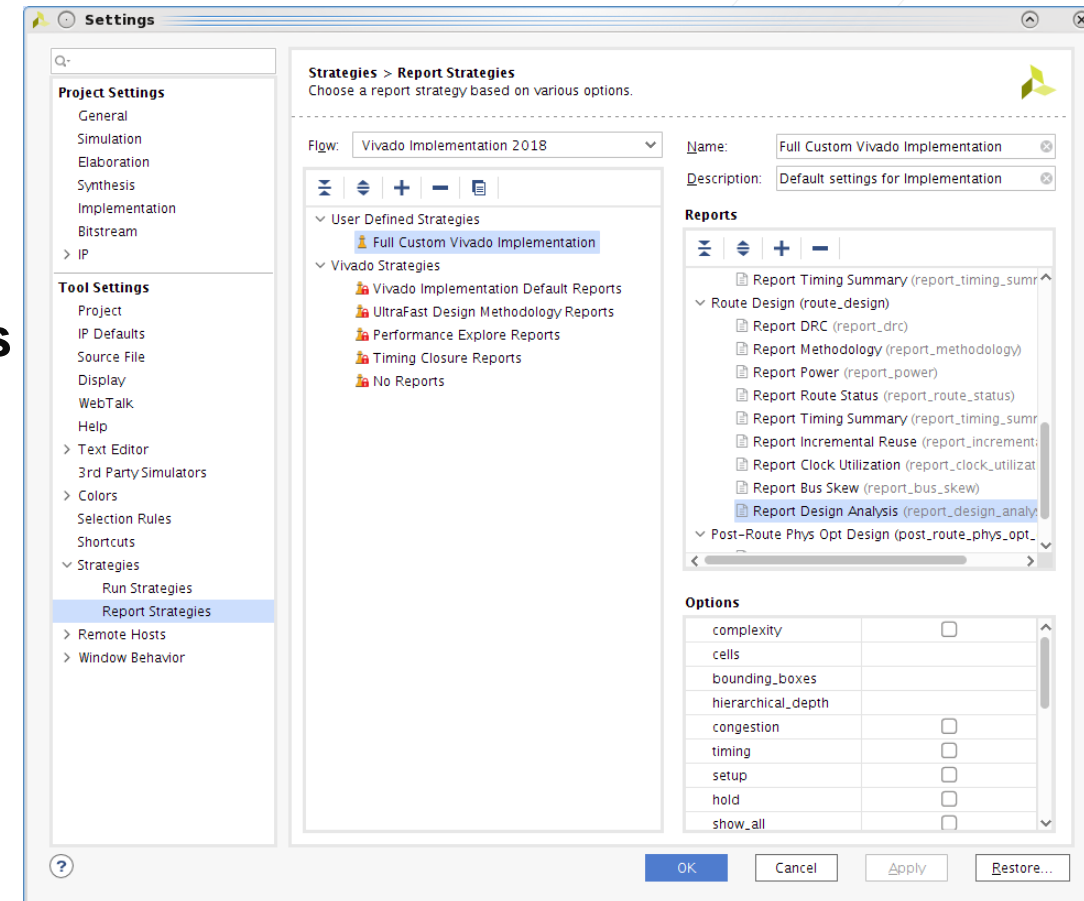 Settings
Q-
Project Settings
General
Simulation
Elaboration
Synthesis
Implementation
Bitstream
> IP
Tool Settings
Project
IP Defaults
Source File
Display
WebTalk
Help
> Text Editor
3rd Party Simulators
> Colors
Selection Rules
Shortcuts
Strategies
Run Strategies
Report Strategies
> Remote Hosts
> Window Behavior
s
Strategies > Report Strategies
Choose a report strategy based on various options.
Flow: Vivado Implementation 2018
User Defined Strategies
Full Custom Vivado Implementation
Vivado Strategies
Vivado Implementation Default Reports
UltraFast Design Methodology Reports
Performance Explore Reports
Timing Closure Reports
No Reports
Name: Full Custom Vivado Implementation
Description: Default settings for Implementation
Reports
Report Timing Summary (report_timing_summ
Route Design (route_design)
Report DRC (report_drc)
Report Methodology (report_methodology)
Report Power (report_power)
Report Route Status (report_route_status)
Report Timing Summary (report_timing_summ
Report Incremental Reuse (report_incrementa
Report Clock Utilization (report_clock_utilizat
Report Bus Skew (report_bus_skew)
Report Design Analysis (report_design_analy
Post-Route Phys Opt Design (post_route_phys_opt_
Options
complexity
cells
bounding_boxes
hierarchical_depth
congestion
timing
setup
hold
show_all
?
OK Cancel Apply Restore...